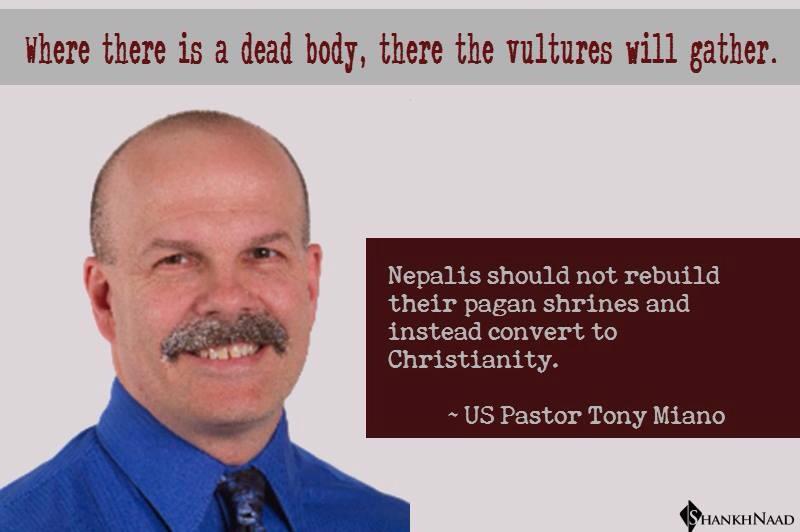 Where there is a dead body, there the vultures will gather.
Nepalis should not rebuild
their pagan shrines and
instead convert to
Christianity.
~ US Pastor Tony Miano
SHANKHNAAD